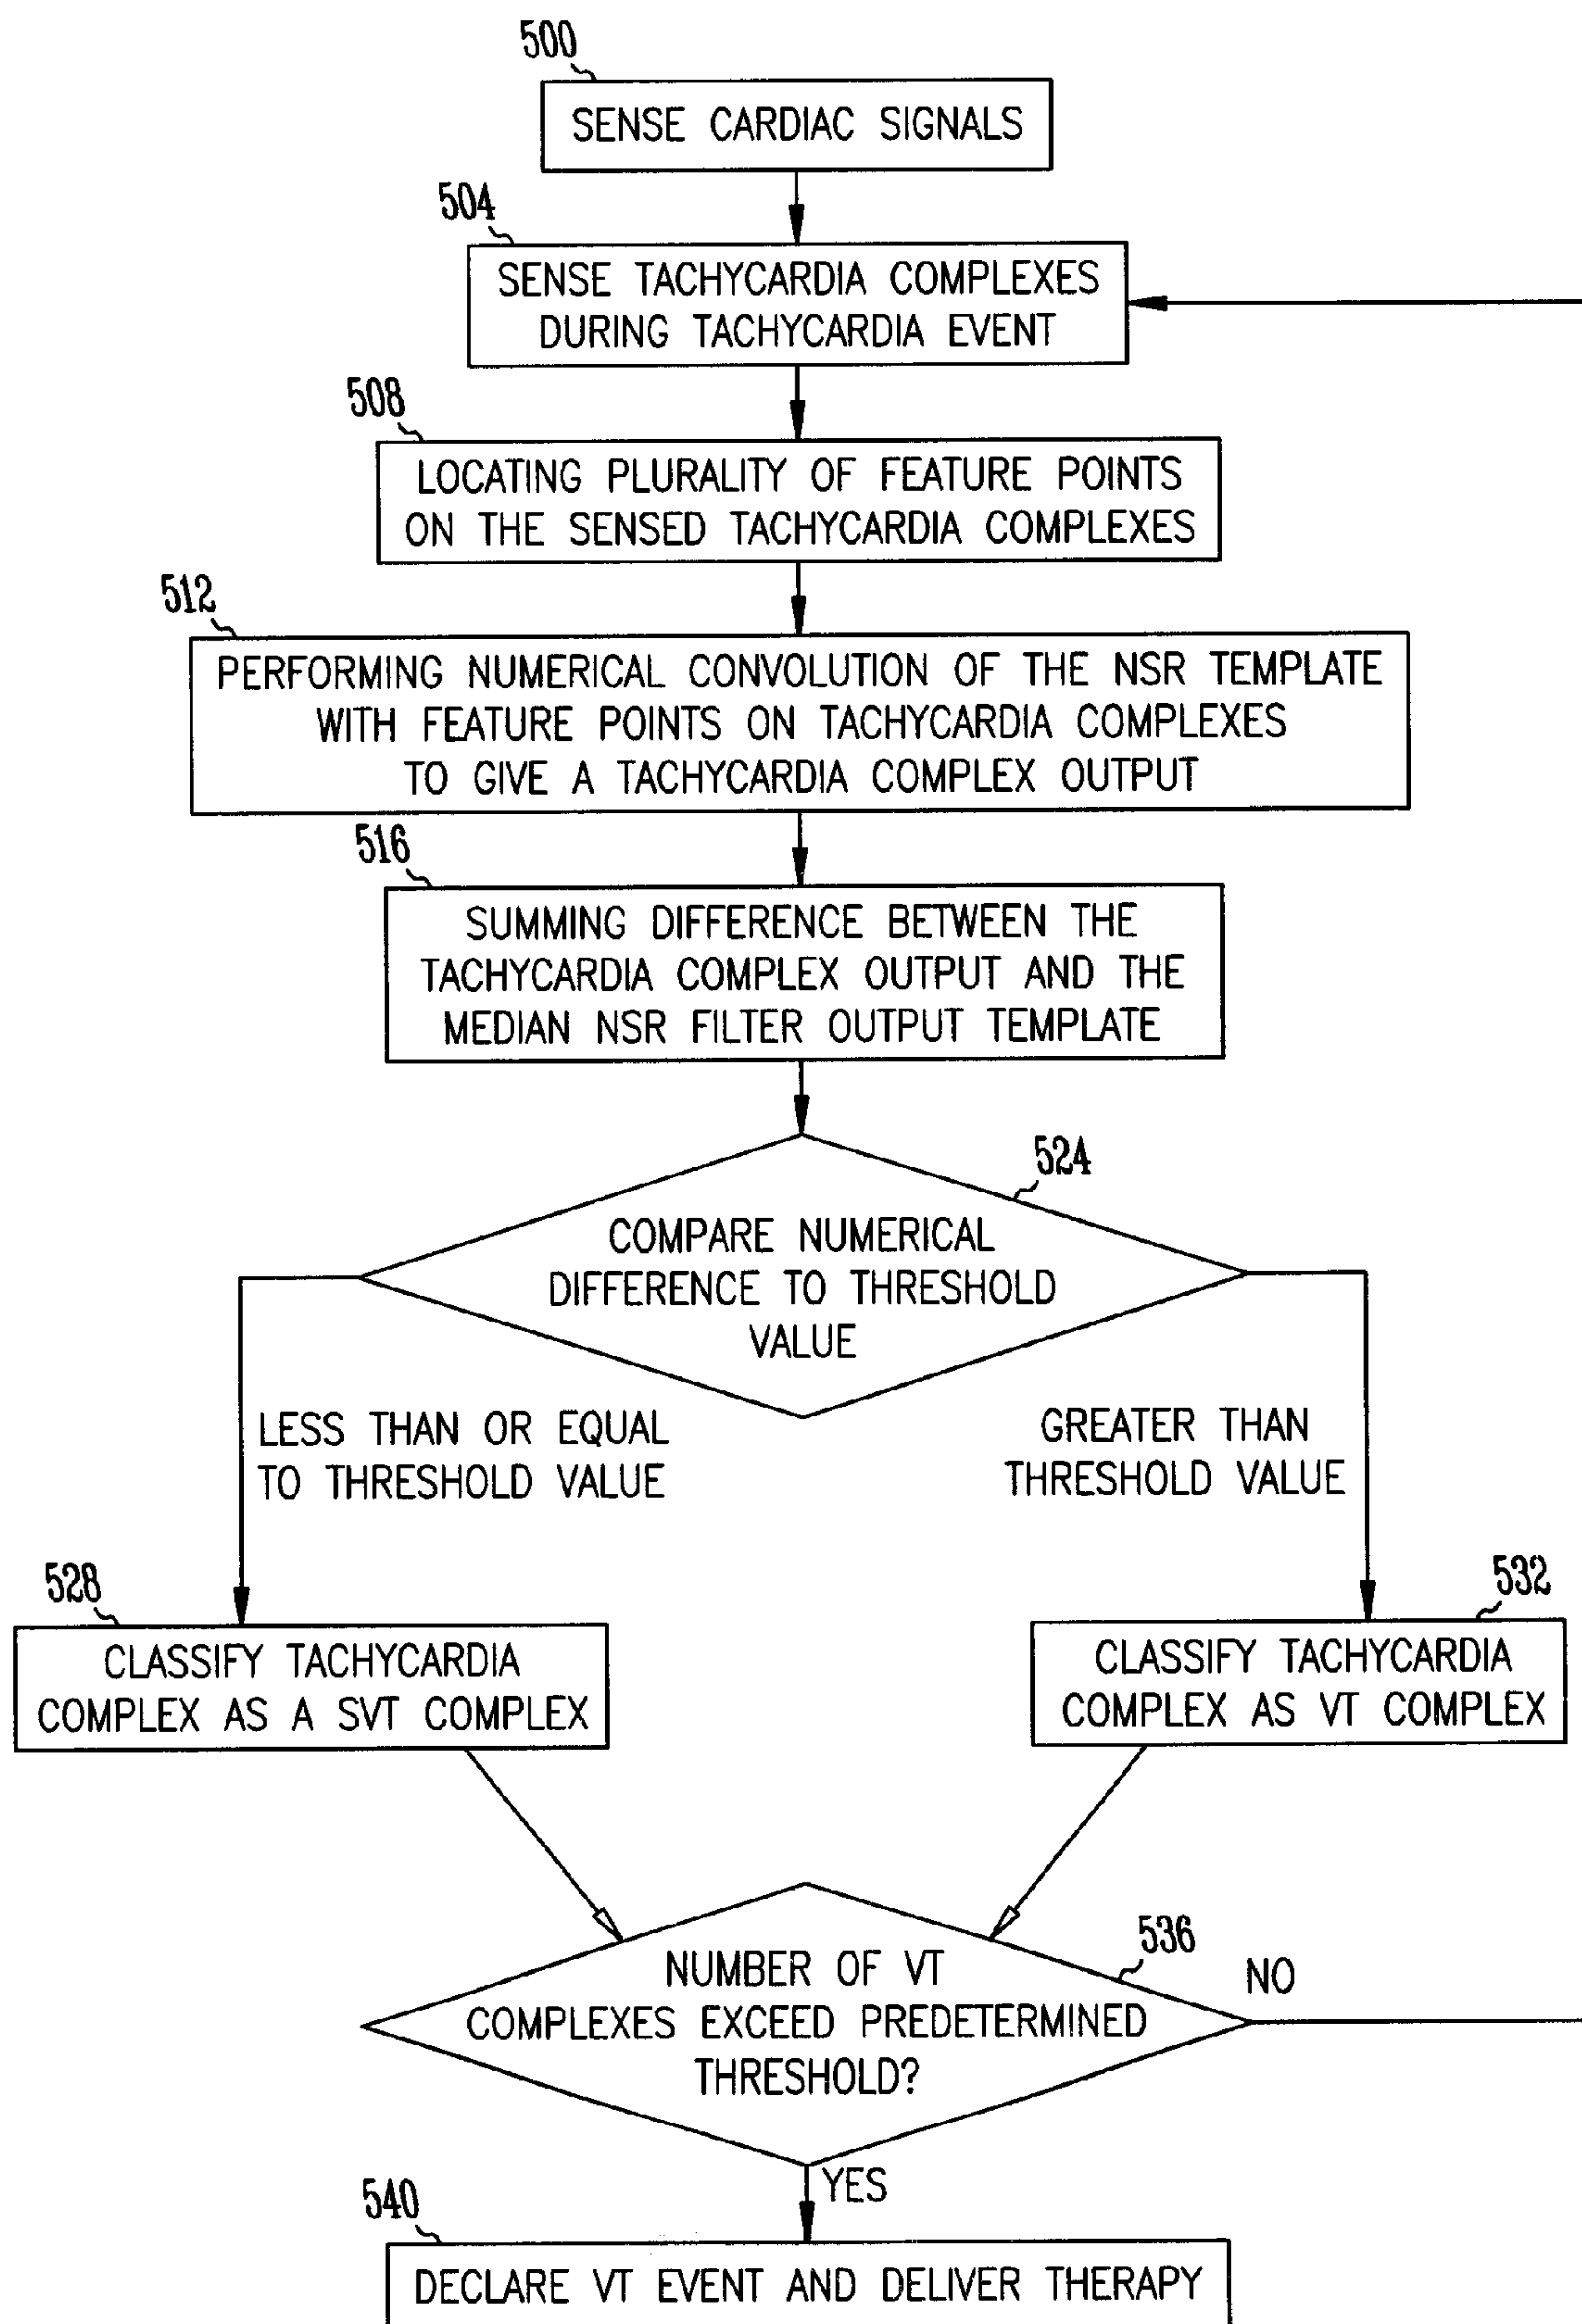 500
SENSE CARDIAC SIGNALS
504
SENSE TACHYCARDIA COMPLEXES
DURING TACHYCARDIA EVENT
508
LOCATING PLURALITY OF FEATURE POINTS
ON THE SENSED TACHYCARDIA COMPLEXES
512
PERFORMING NUMERICAL CONVOLUTION OF THE NSR TEMPLATE
WITH FEATURE POINTS ON TACHYCARDIA COMPLEXES
TO GIVE A TACHYCARDIA COMPLEX OUTPUT
516
SUMMING DIFFERENCE BETWEEN THE
TACHYCARDIA COMPLEX OUTPUT AND THE
MEDIAN NSR FILTER OUTPUT TEMPLATE
524
COMPARE NUMERICAL
DIFFERENCE TO THRESHOLD
VALUE
LESS THAN OR EQUAL
TO THRESHOLD VALUE
GREATER THAN
THRESHOLD VALUE
528
CLASSIFY TACHYCARDIA
COMPLEX AS A SVT COMPLEX
532
CLASSIFY TACHYCARDIA
COMPLEX AS VT COMPLEX
536
NUMBER OF VT
COMPLEXES EXCEED PREDETERMINED
THRESHOLD?
NO
YES
540
DECLARE VT EVENT AND DELIVER THERAPY